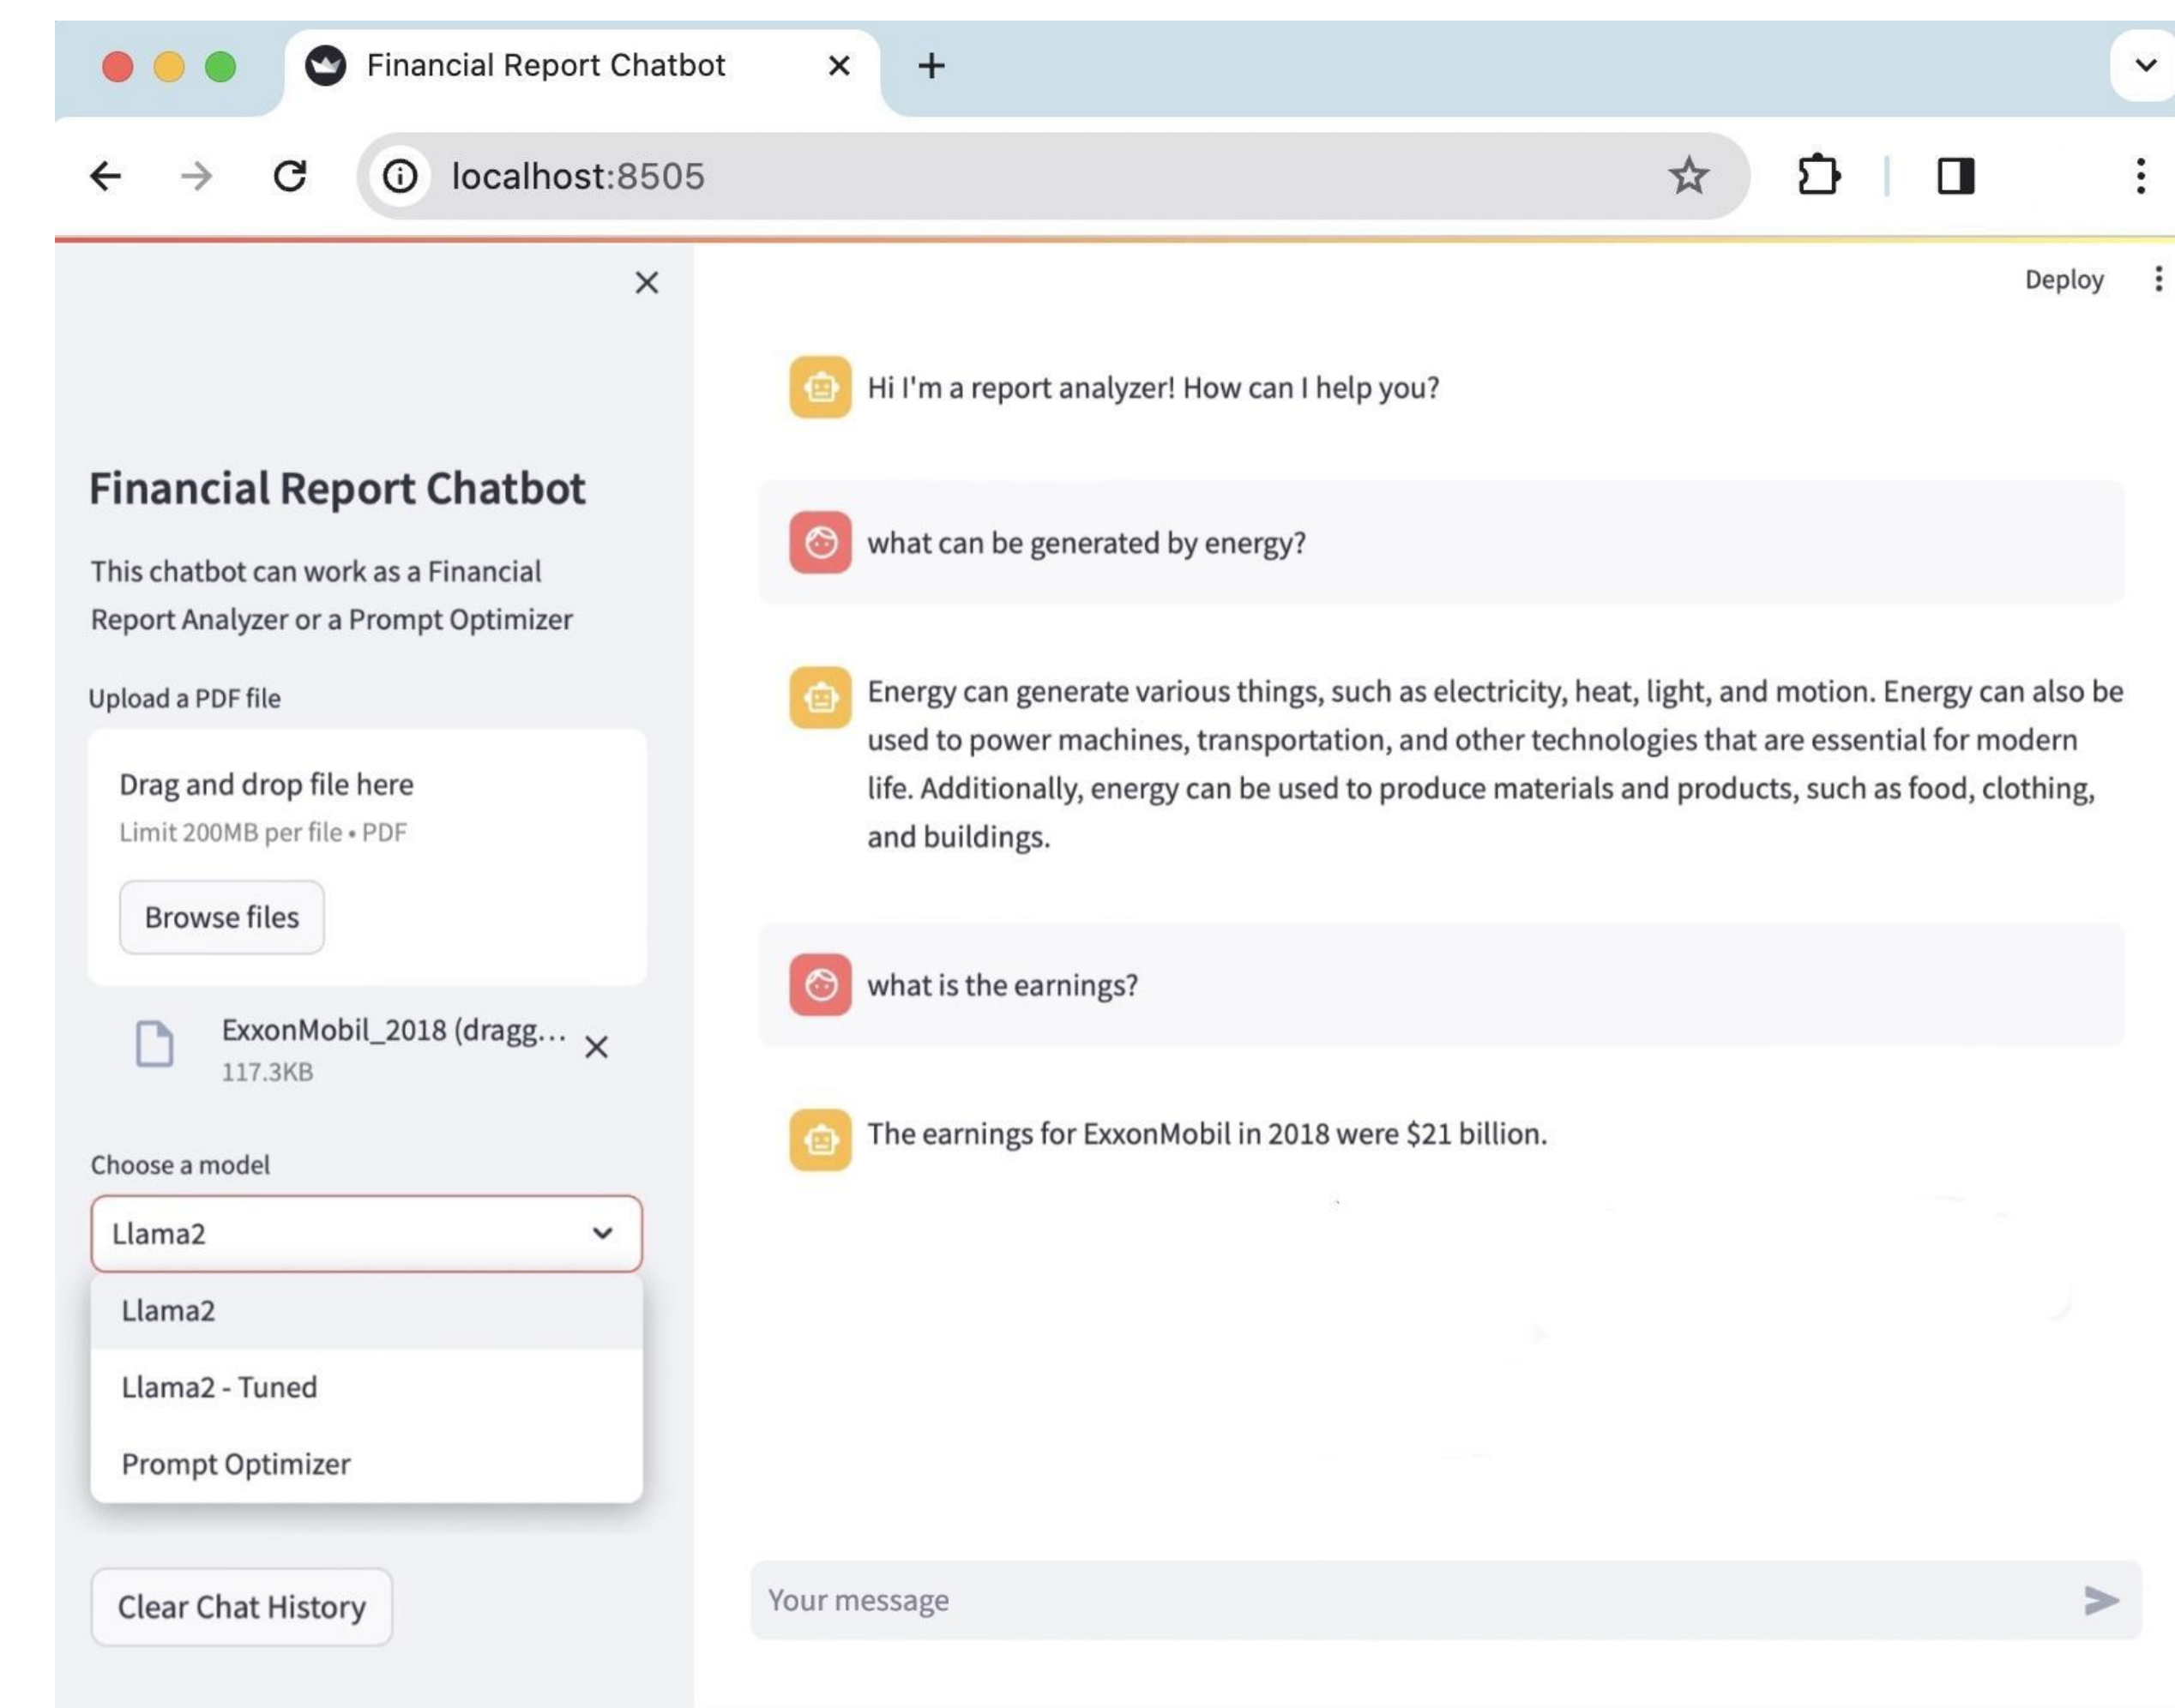 Financial Report Chatbot
localhost:8505
Deploy
Financial Report Chatbot
This chatbot can work as a Financial
Report Analyzer or a Prompt Optimizer
Upload a PDF file
Drag and drop file here
Limit 200MB per file • PDF
Browse files
ExxonMobil_2018 (dragg...
117.3KB
Choose a model
Llama2
Llama2
Llama2 - Tuned
Prompt Optimizer
Clear Chat History
Hi I'm a report analyzer! How can I help you?
what can be generated by energy?
Energy can generate various things, such as electricity, heat, light, and motion. Energy can also be
used to power machines, transportation, and other technologies that are essential for modern
life. Additionally, energy can be used to produce materials and products, such as food, clothing,
and buildings.
what is the earnings?
The earnings for ExxonMobil in 2018 were $21 billion.
Your message